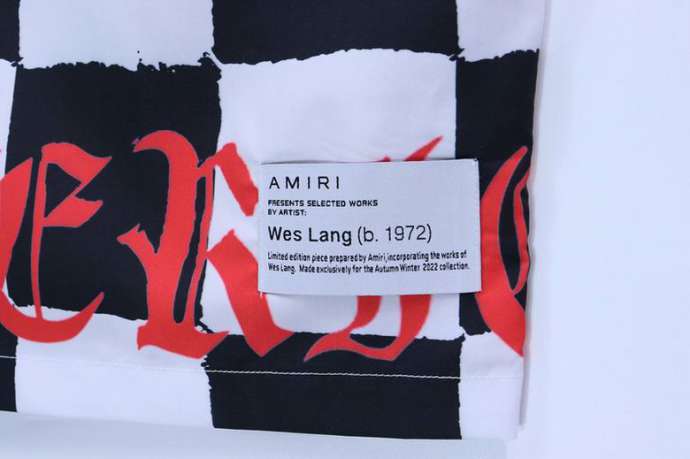 AMIRI
PRESENTS SELECTED WORKS
BY ARTIST:
Wes Lang (b. 1972)
Limited edition piece prepared by Amiri, incorporating the works of
Wes Lang. Made exclusively for the Autumn Winter 2022 collection.